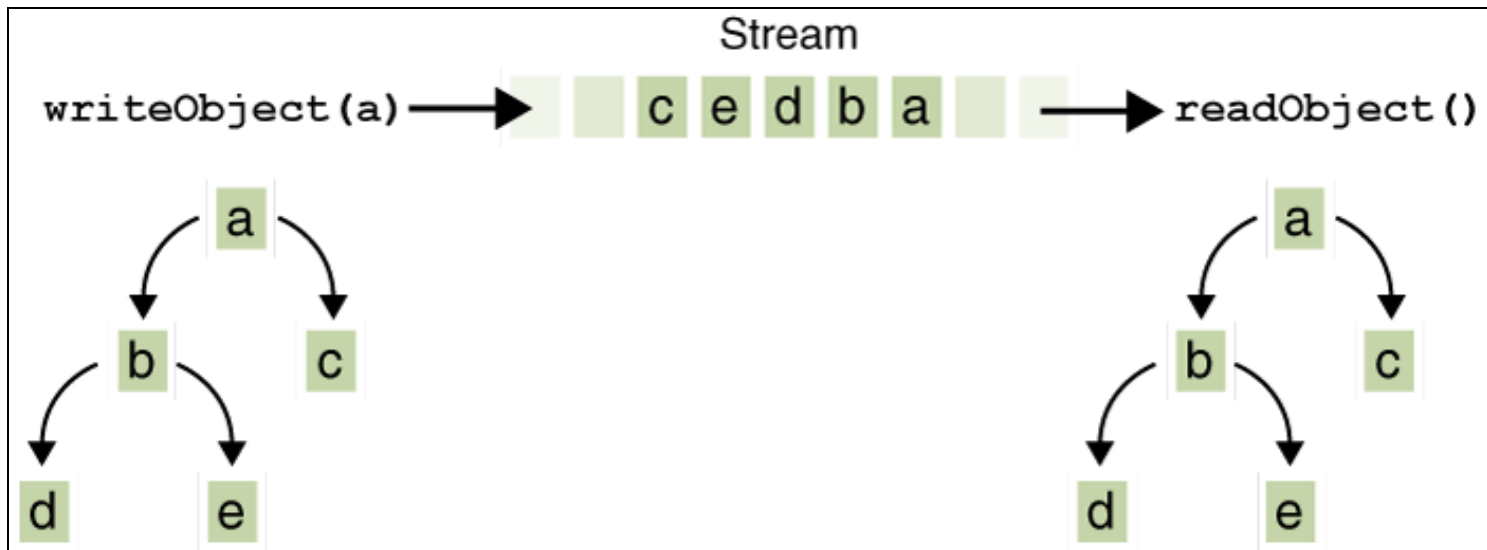 Stream
writeObject(a) c e d b a readObject()
a a
b c b c
d e d e